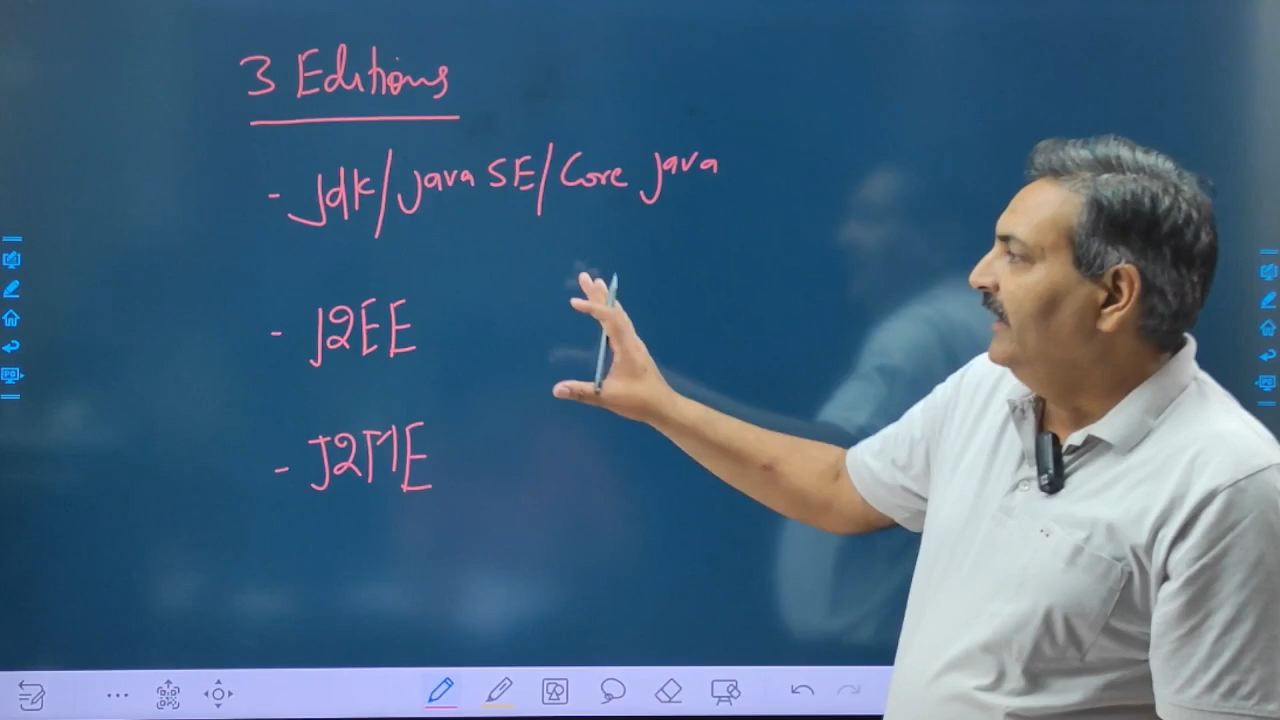 3 Editions
- Jdk/Java SE/Core Java
- J2EE
- J2ME